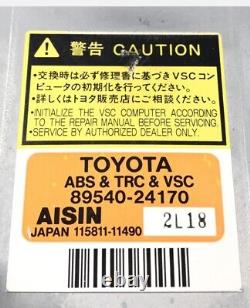 警告 CAUTION
・交換時は必ず修理書に基づきVSCコン
ピュータの初期化を行ってください。
・詳しくはトヨタ販売店にご相談ください。
・INITIALIZE THE VSC COMPUTER ACCORDING
TO THE REPAIR MANUAL BEFORE SERVICING.
・SERVICE BY AUTHORIZED DEALER ONLY.
TOYOTA
ABS & TRC & VSC
89540-24170
AISIN
2L18
JAPAN 115811-11490